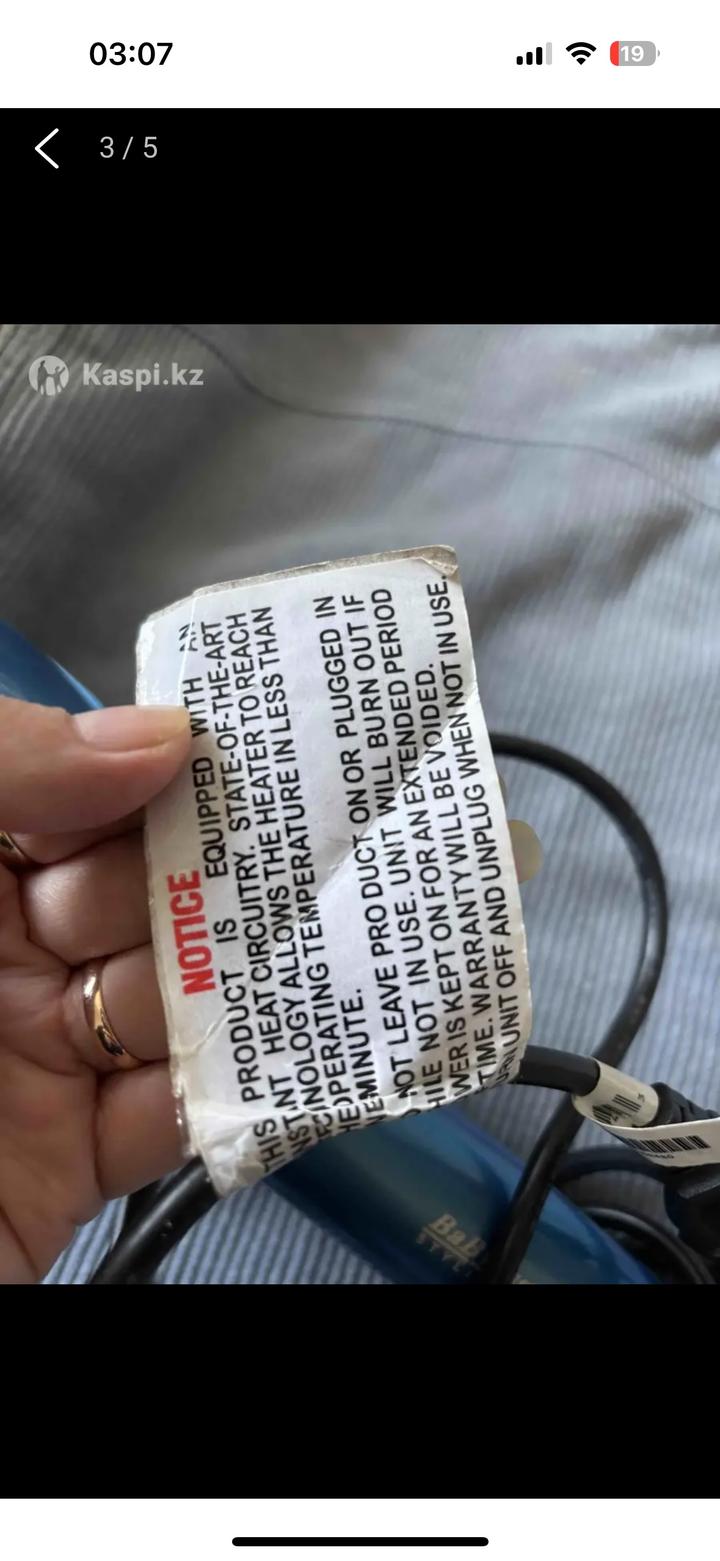 03:07
19
3 / 5
Kaspi.kz
NOTICE
THIS PRODUCT IS EQUIPPED WITH AN
HEAT CIRCUITRY. STATE-OF-THE-ART
ALLOWS THE HEATER TO REACH
OPERATING TEMPERATURE IN LESS THAN
MINUTE.
NOT LEAVE PRODUCT ON OR PLUGGED IN
NOT IN USE. UNIT WILL BURN OUT IF
IS KEPT ON FOR AN EXTENDED PERIOD
TIME. WARRANTY WILL BE VOIDED.
UNIT OFF AND UNPLUG WHEN NOT IN USE.
BaB